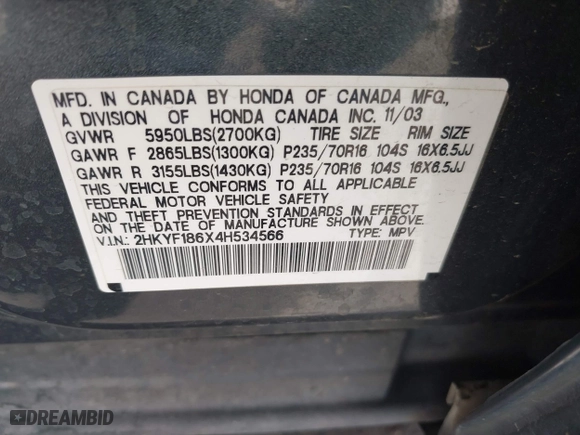 MFD. IN CANADA BY HONDA OF CANADA MFG.,
A DIVISION OF HONDA CANADA INC. 11/03
GVWR 5950LBS(2700KG) TIRE SIZE RIM SIZE
GAWR F 2865LBS(1300KG) P235/70R16 104S 16X6.5JJ
GAWR R 3155LBS(1430KG) P235/70R16 104S 16X6.5JJ
THIS VEHICLE CONFORMS TO ALL APPLICABLE
FEDERAL MOTOR VEHICLE SAFETY
AND THEFT PREVENTION STANDARDS IN EFFECT
ON THE DATE OF MANUFACTURE SHOWN ABOVE.
V.I.N.: 2HKYF186X4H534566 TYPE: MPV
DREAMBID